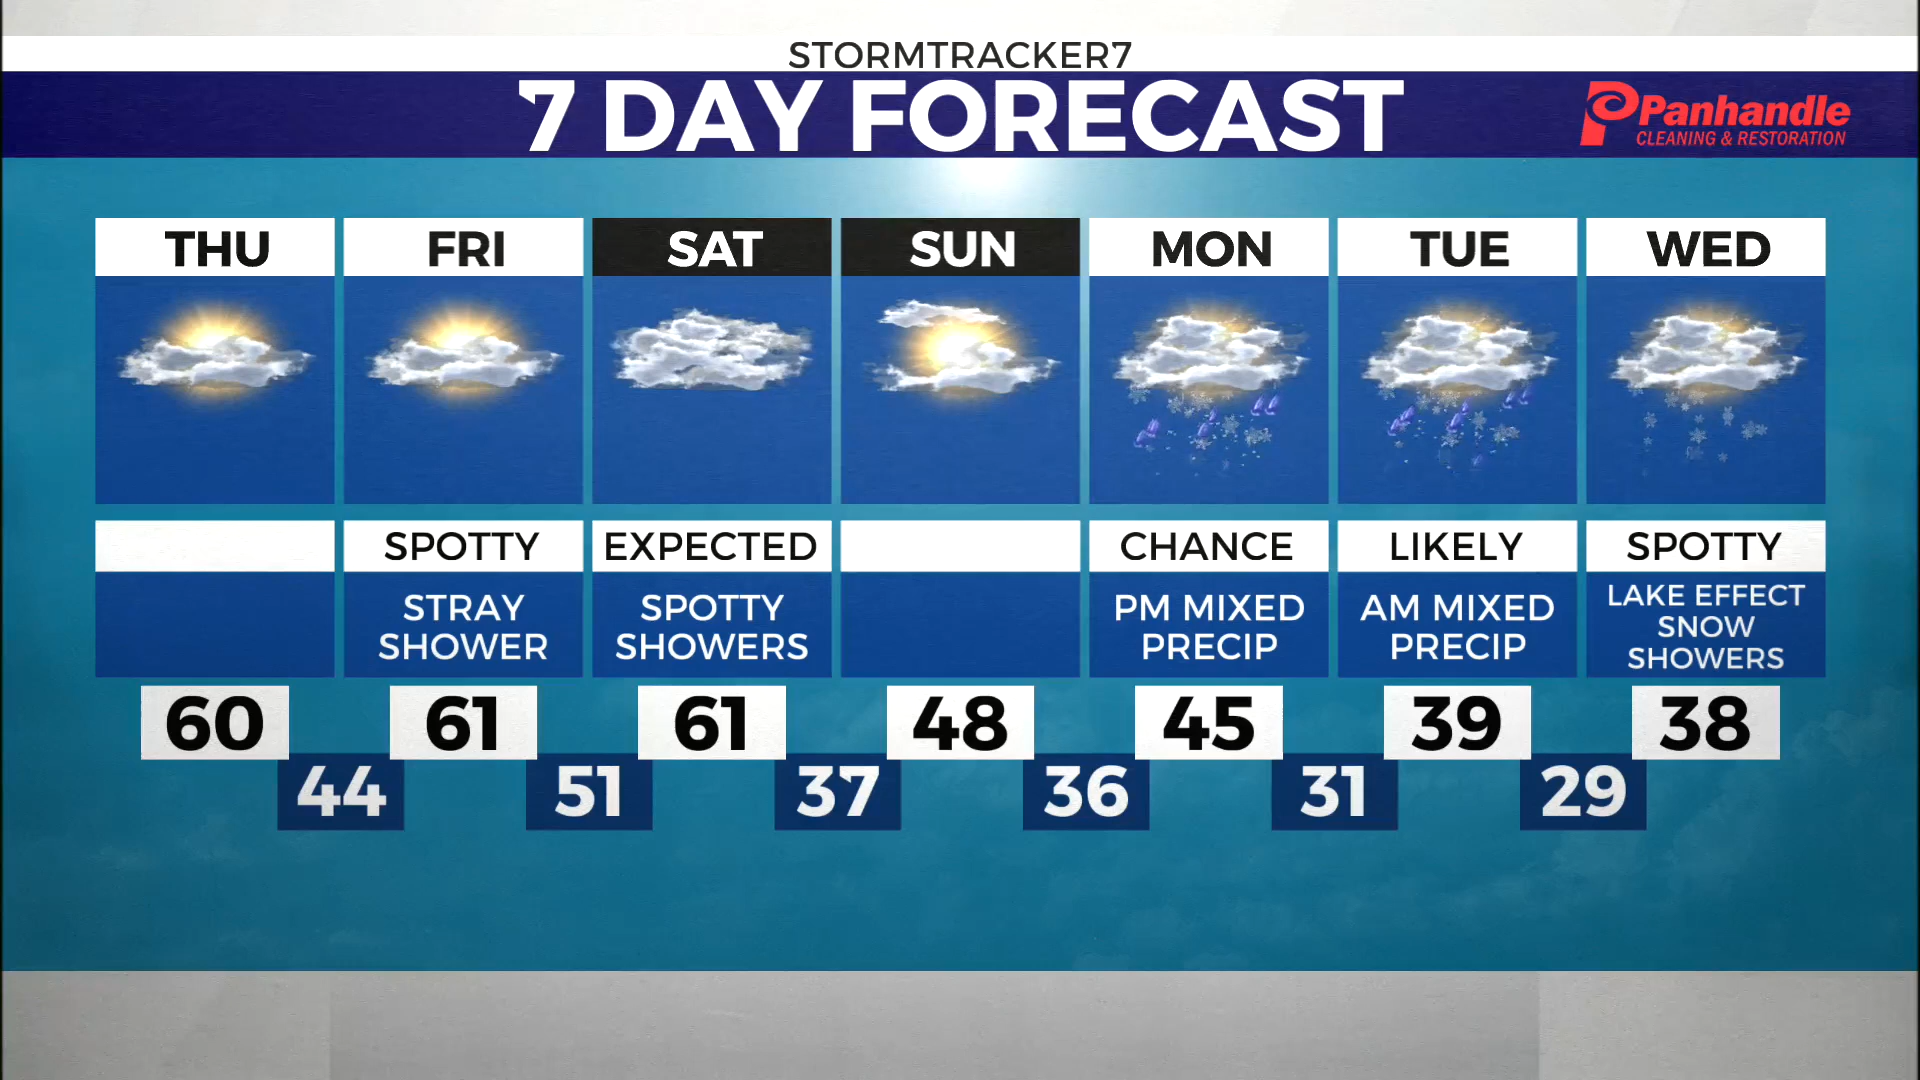 STORMTRACKER7
7 DAY FORECAST
Panhandle
CLEANING & RESTORATION
THU
FRI
SAT
SUN
MON
TUE
WED
SPOTTY
EXPECTED
CHANCE
LIKELY
SPOTTY
STRAY
SHOWER
SPOTTY
SHOWERS
PM MIXED
PRECIP
AM MIXED
PRECIP
LAKE EFFECT
SNOW
SHOWERS
60
61
61
48
45
39
38
44
51
37
36
31
29